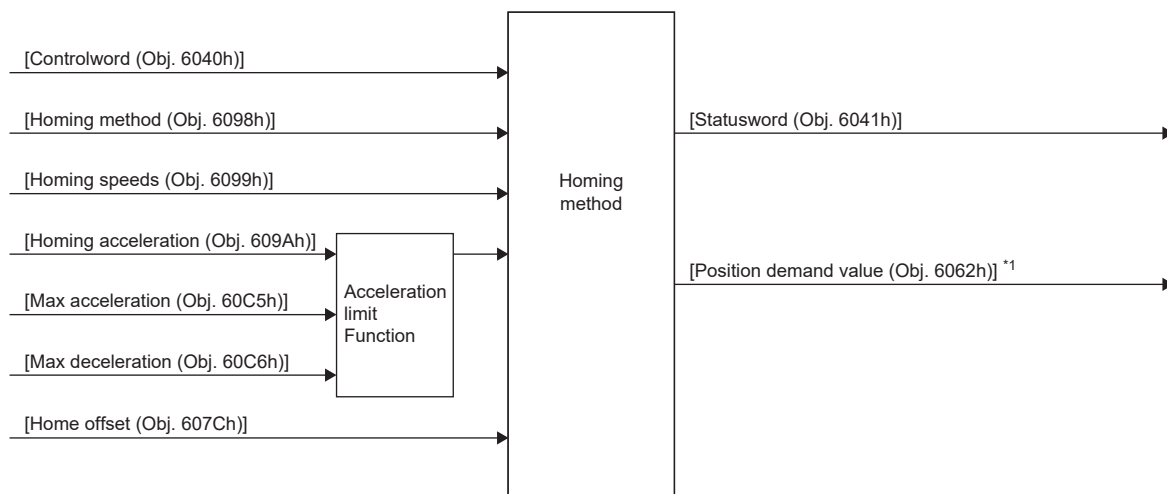 [Controlword (Obj. 6040h)]
[Homing method (Obj. 6098h)]
[Homing speeds (Obj. 6099h)]
[Homing acceleration (Obj. 609Ah)]
[Max acceleration (Obj. 60C5h)]
[Max deceleration (Obj. 60C6h)]
[Home offset (Obj. 607Ch)]
Acceleration
limit
Function
Homing
method
[Statusword (Obj. 6041h)]
[Position demand value (Obj. 6062h)] *1